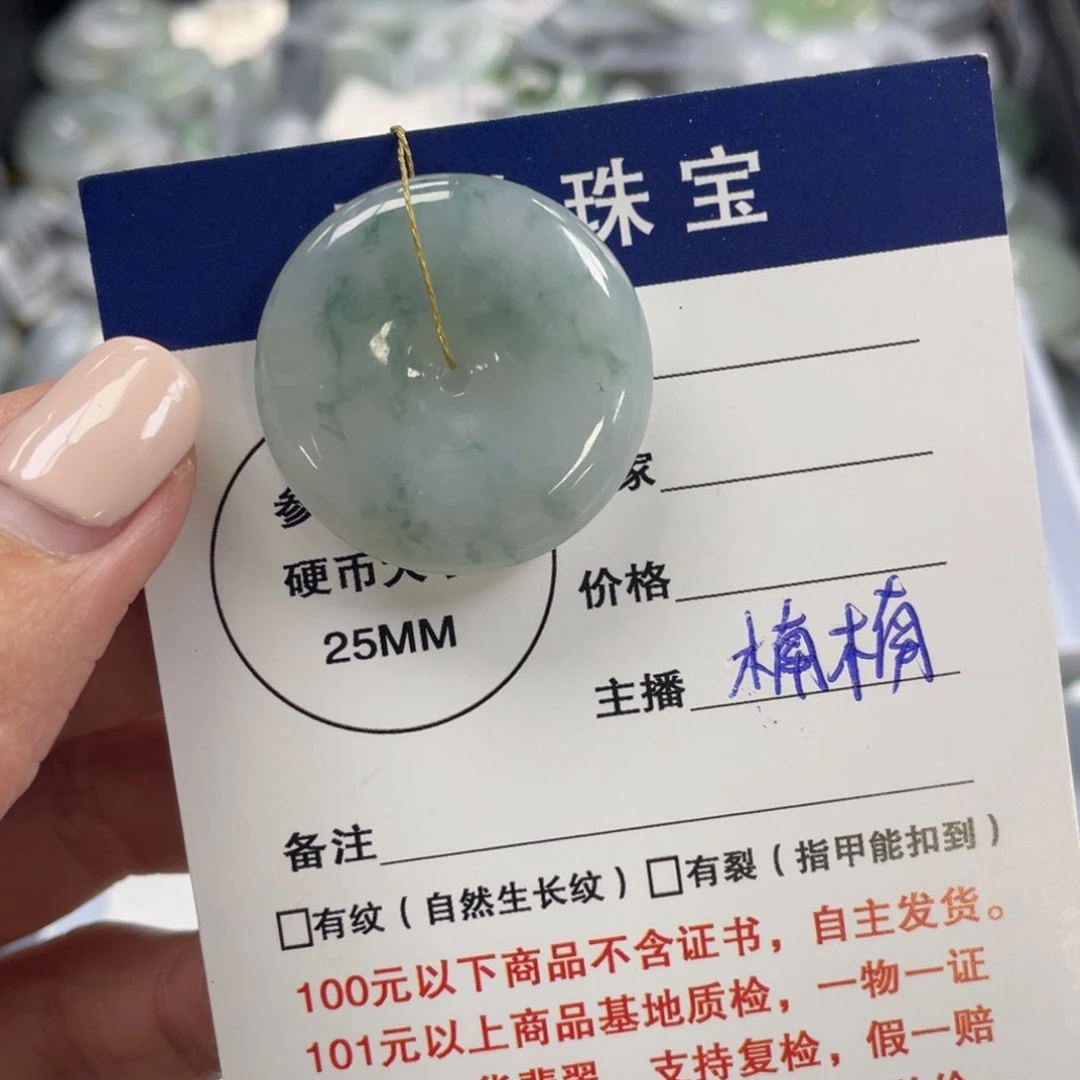 珠宝
家
参
硬币大
25MM
价格
主播 楠楠
备注
□有纹（自然生长纹）□有裂（指甲能扣到）
100元以下商品不含证书，自主发货。
101元以上商品基地质检，一物一证
翡翠，支持复检，假一赔